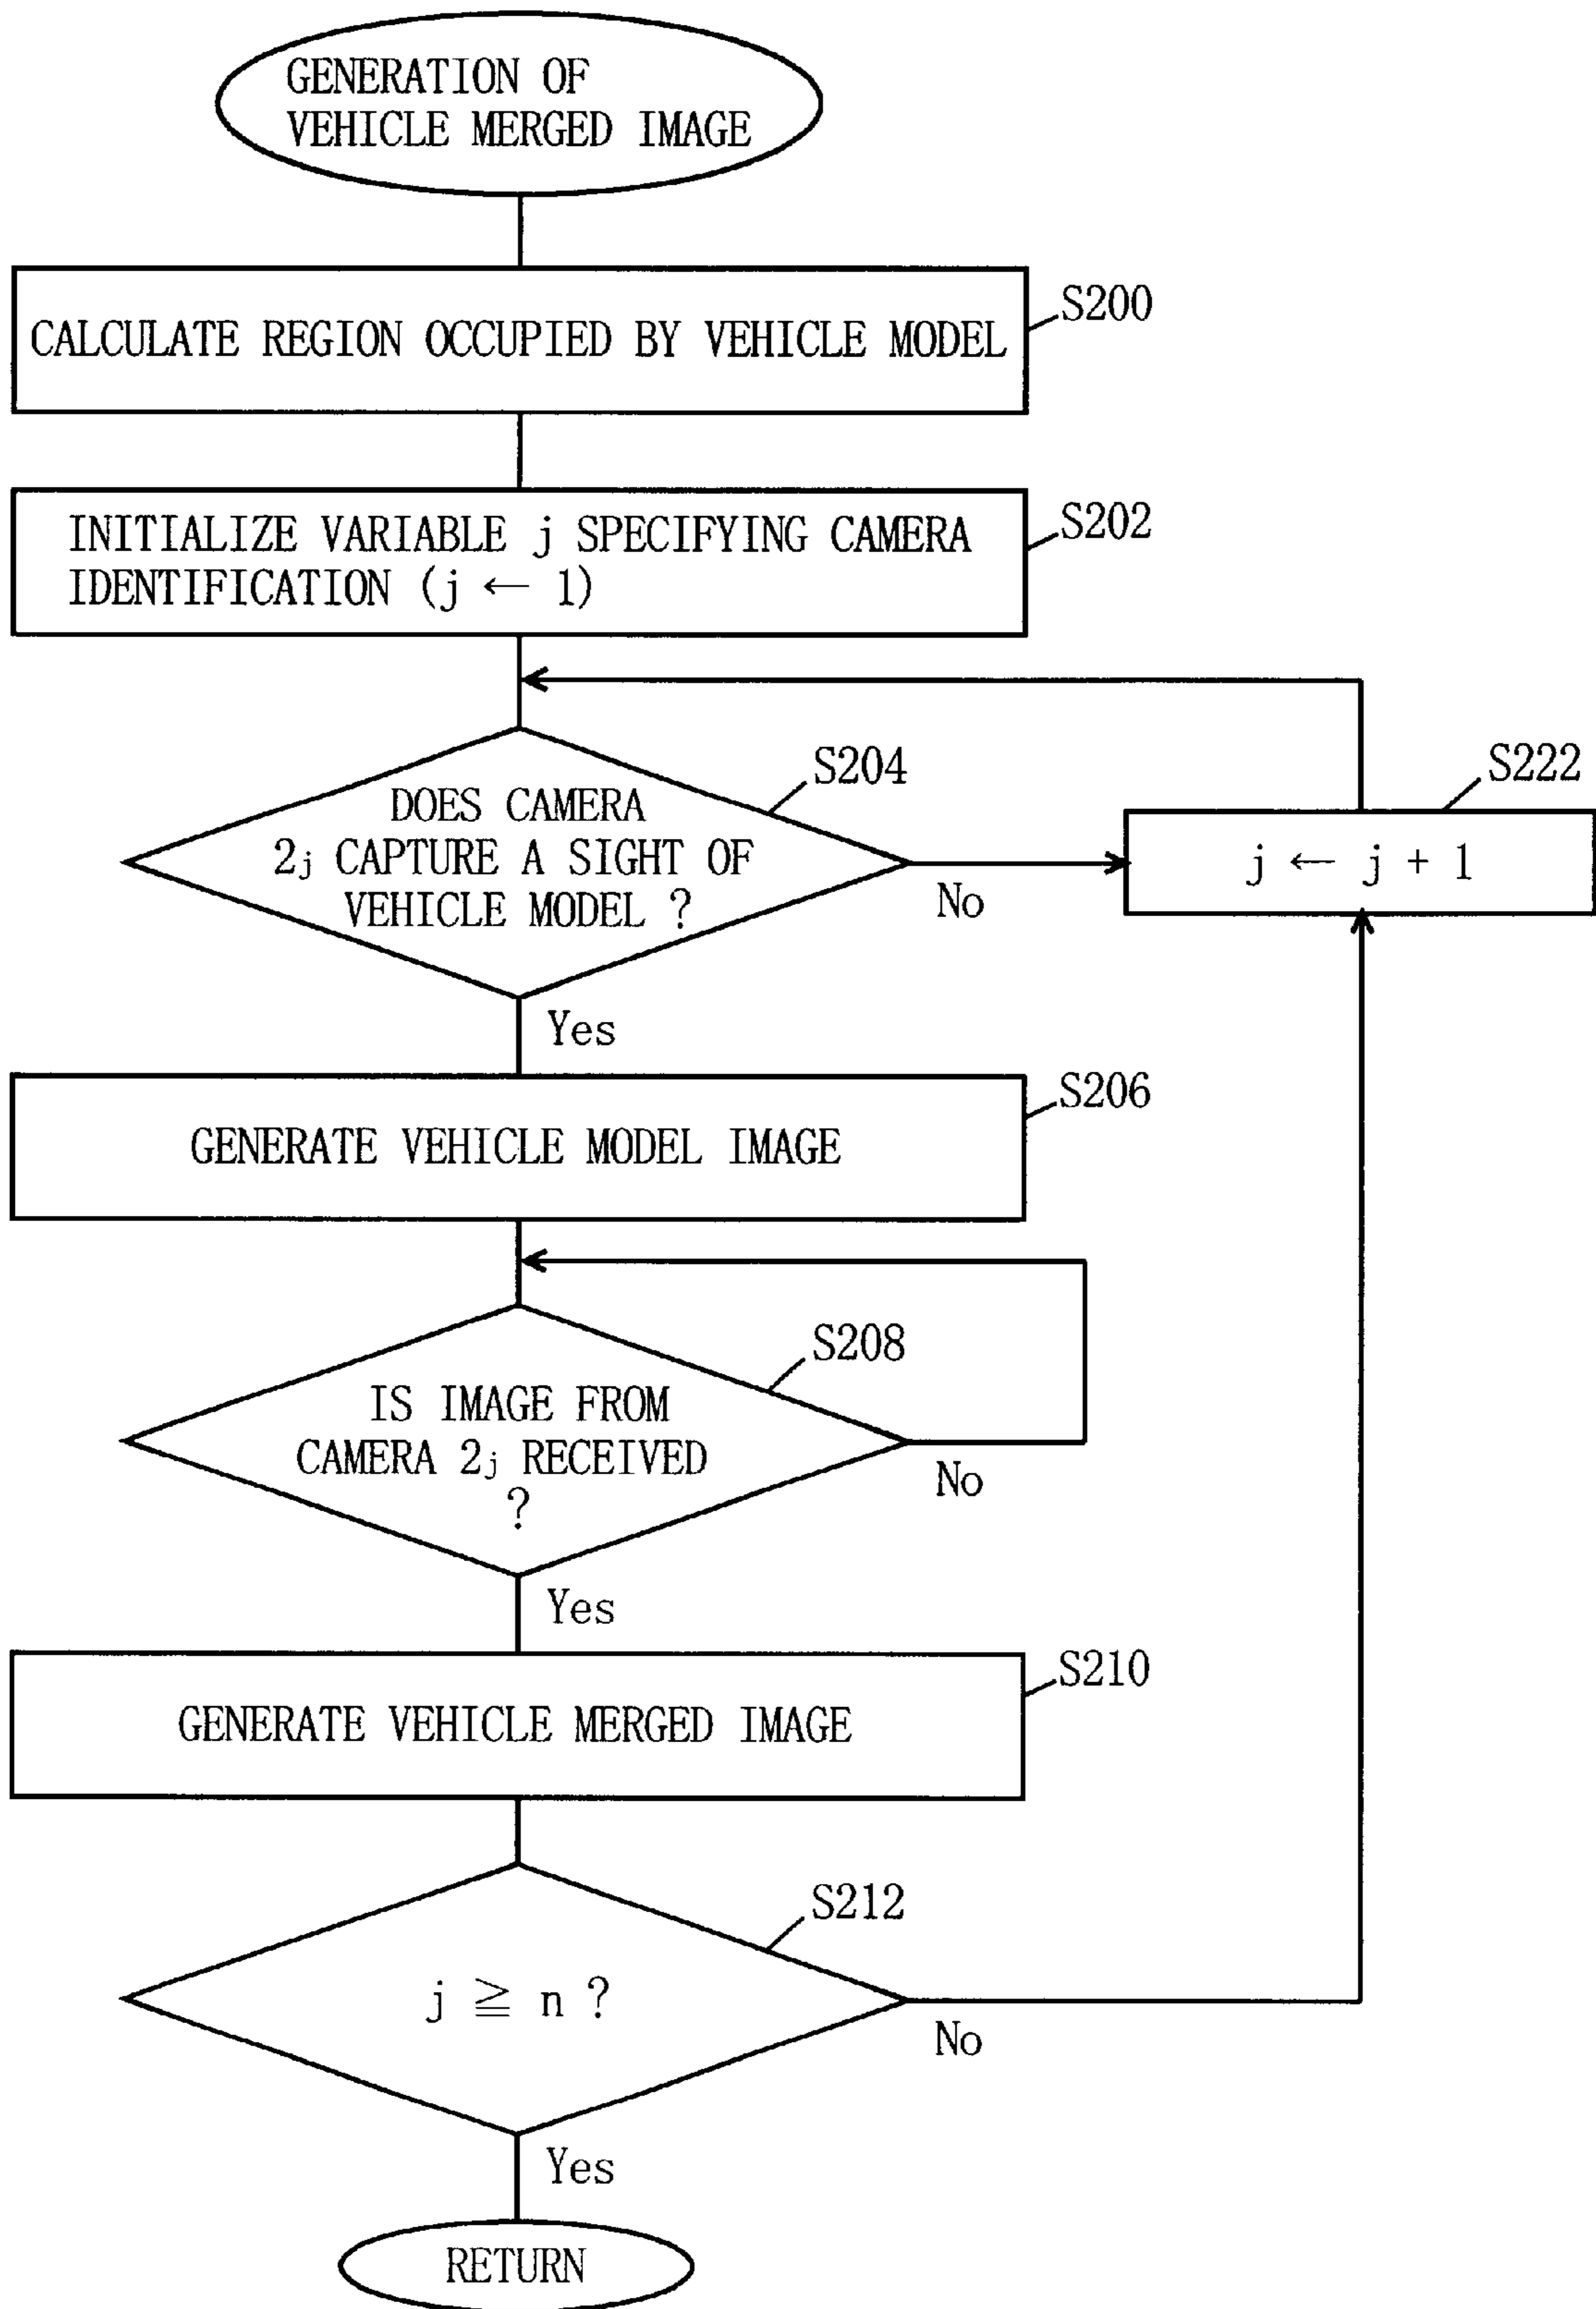 GENERATION OF
VEHICLE MERGED IMAGE
CALCULATE REGION OCCUPIED BY VEHICLE MODEL
S200
INITIALIZE VARIABLE j SPECIFYING CAMERA
IDENTIFICATION (j ← 1)
S202
DOES CAMERA
2j CAPTURE A SIGHT OF
VEHICLE MODEL ?
S204
No
S222
j ← j + 1
Yes
GENERATE VEHICLE MODEL IMAGE
S206
IS IMAGE FROM
CAMERA 2j RECEIVED
?
S208
No
Yes
GENERATE VEHICLE MERGED IMAGE
S210
j ≧ n ?
S212
No
Yes
RETURN